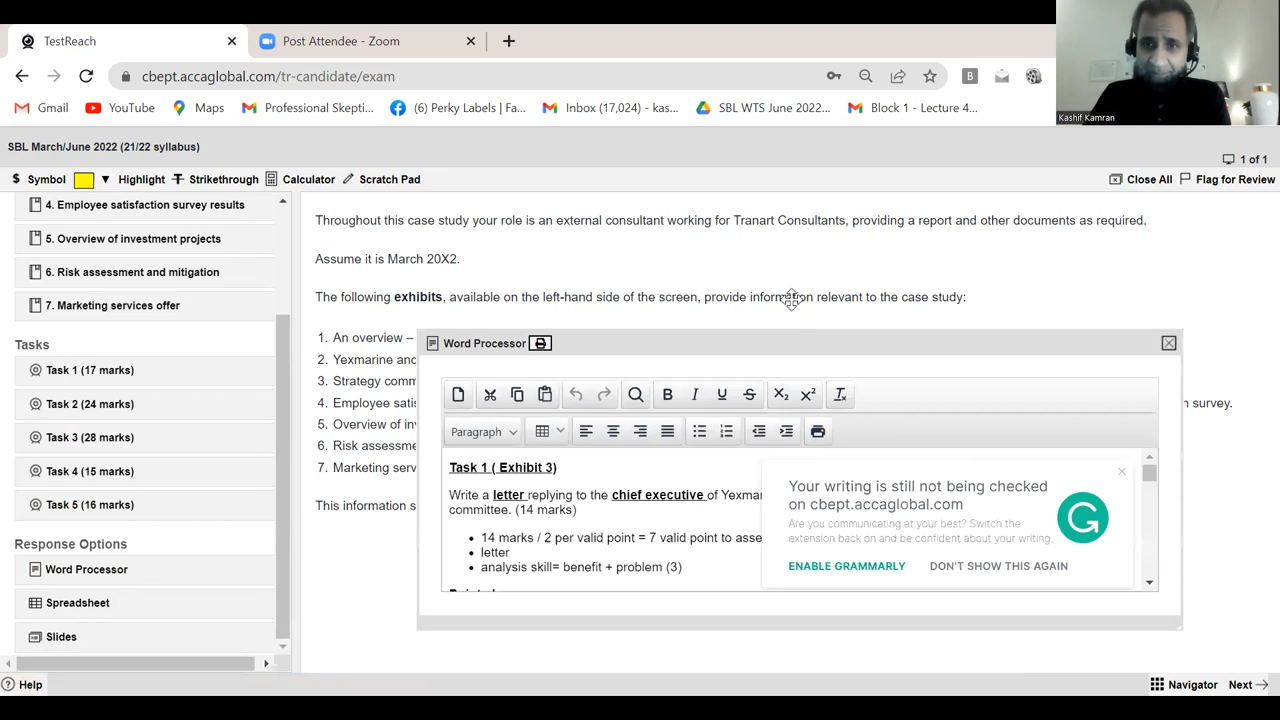 TestReach
Post Attendee - Zoom
cbept.accaglobal.com/tr-candidate/exam
Gmail
YouTube
Maps
Professional Skepti...
(6) Perky Labels | Fa...
Inbox (17,024) - kas...
SBL WTS June 2022...
Block 1 - Lecture 4...
Kashif Kamran
SBL March/June 2022 (21/22 syllabus)
1 of 1
$ Symbol
Highlight
Strikethrough
Calculator
Scratch Pad
Close All
Flag for Review
4. Employee satisfaction survey results
5. Overview of investment projects
6. Risk assessment and mitigation
7. Marketing services offer
Tasks
Task 1 (17 marks)
Task 2 (24 marks)
Task 3 (28 marks)
Task 4 (15 marks)
Task 5 (16 marks)
Response Options
Word Processor
Spreadsheet
Slides
Throughout this case study your role is an external consultant working for Tranart Consultants, providing a report and other documents as required.
Assume it is March 20X2.
The following exhibits, available on the left-hand side of the screen, provide information relevant to the case study:
1. An overview –
2. Yexmarine and
3. Strategy comm
4. Employee satis
n survey.
5. Overview of inv
6. Risk assessme
7. Marketing serv
This information s
Word Processor
B I U S X₂ X² Tx
Paragraph
Task 1 ( Exhibit 3)
Write a letter replying to the chief executive of Yexmar
committee. (14 marks)
14 marks / 2 per valid point = 7 valid point to asse
letter
analysis skill= benefit + problem (3)
Your writing is still not being checked
on cbept.accaglobal.com
Are you communicating at your best? Switch the
extension back on and be confident about your writing.
ENABLE GRAMMARLY
DON'T SHOW THIS AGAIN
Help
Navigator
Next